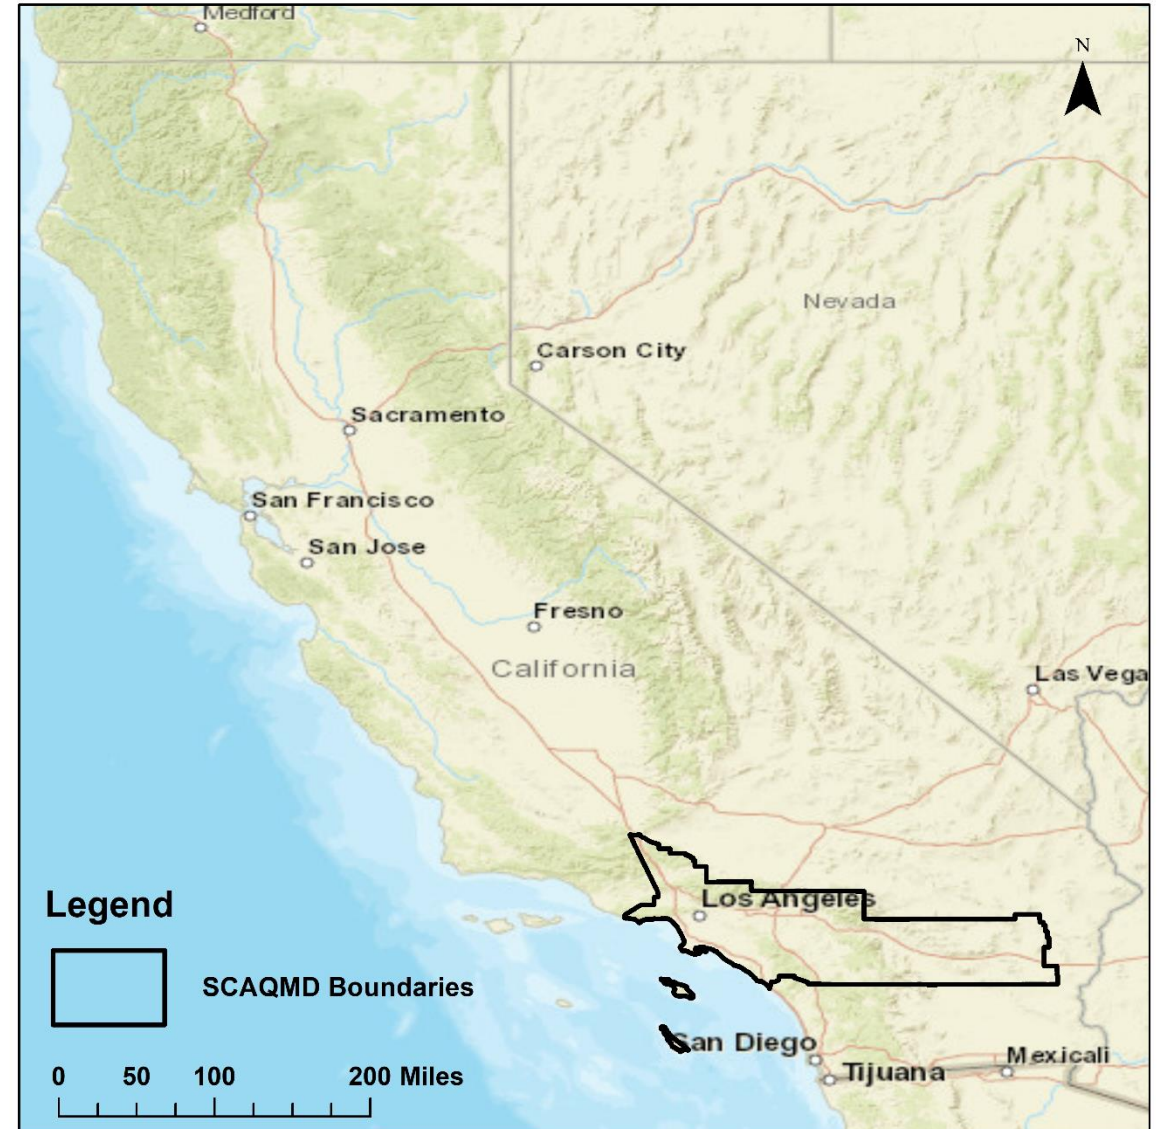 Medford
N
Nevada
Carson City
Sacramento
San Francisco
San Jose
Fresno
California
Las Vega
Los Angeles
Legend
SCAQMD Boundaries
San Diego
Mexicali
Tijuana
0 50 100 200 Miles